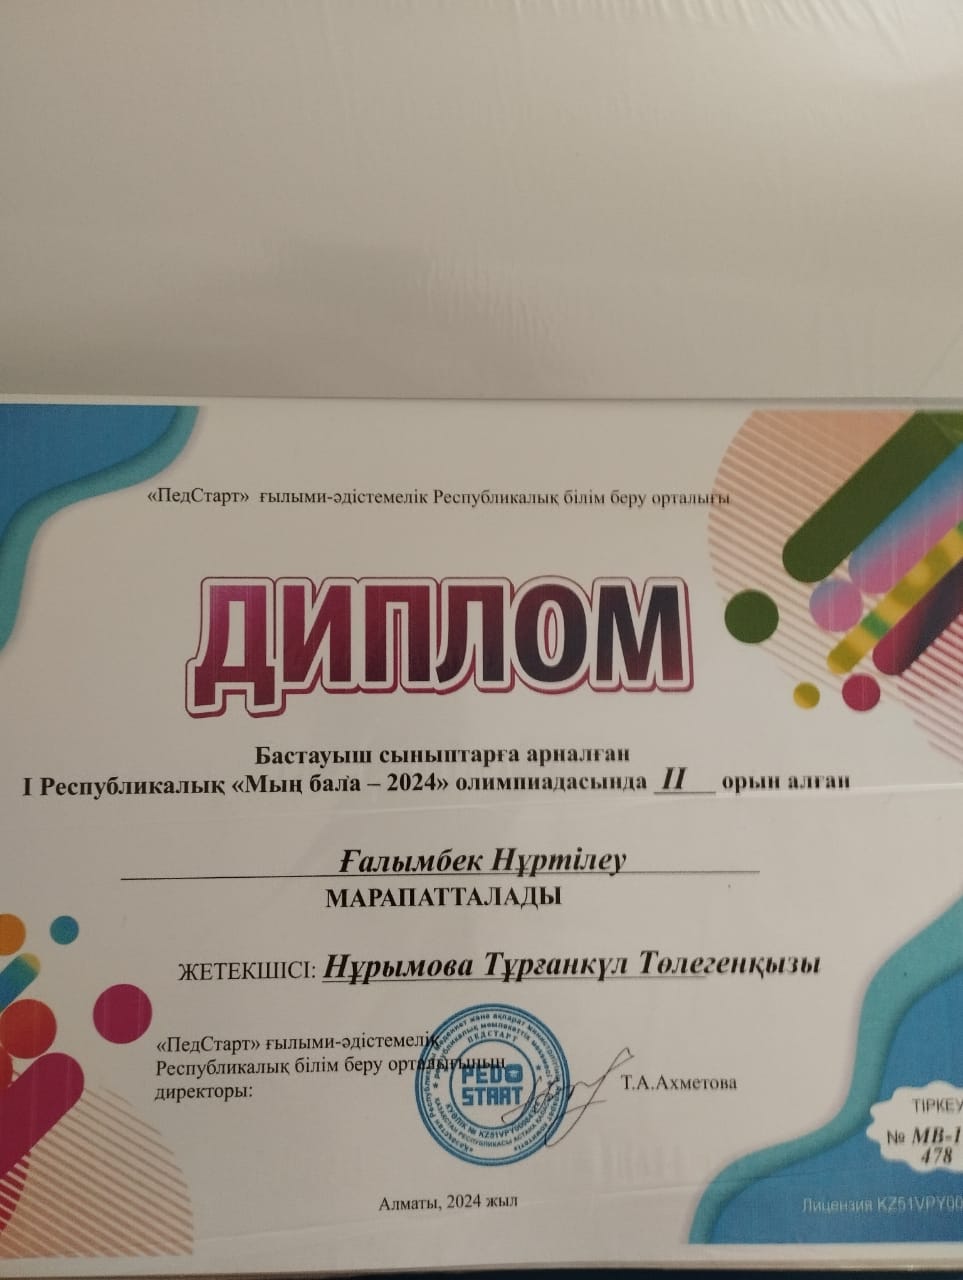 «ПедСтарт» ғылыми-әдістемелік Республикалық білім беру орталығы
ДИПЛОМ
Бастауыш сыныптарға арналған
І Республикалық «Мың бала – 2024» олимпиадасында ІІ орын алған
Ғалымбек Нұртілеу
МАРАПАТТАЛАДЫ
ЖЕТЕКШІСІ: Нұрымова Тұрғанкүл Төлегенқызы
«ПедСтарт» ғылыми-әдістемелік
Республикалық білім беру орталығының
директоры:
PEDO
START
Т.А.Ахметова
ТІРКЕУ
№ МВ-1
478
Алматы, 2024 жыл
Лицензия KZ51VPY00